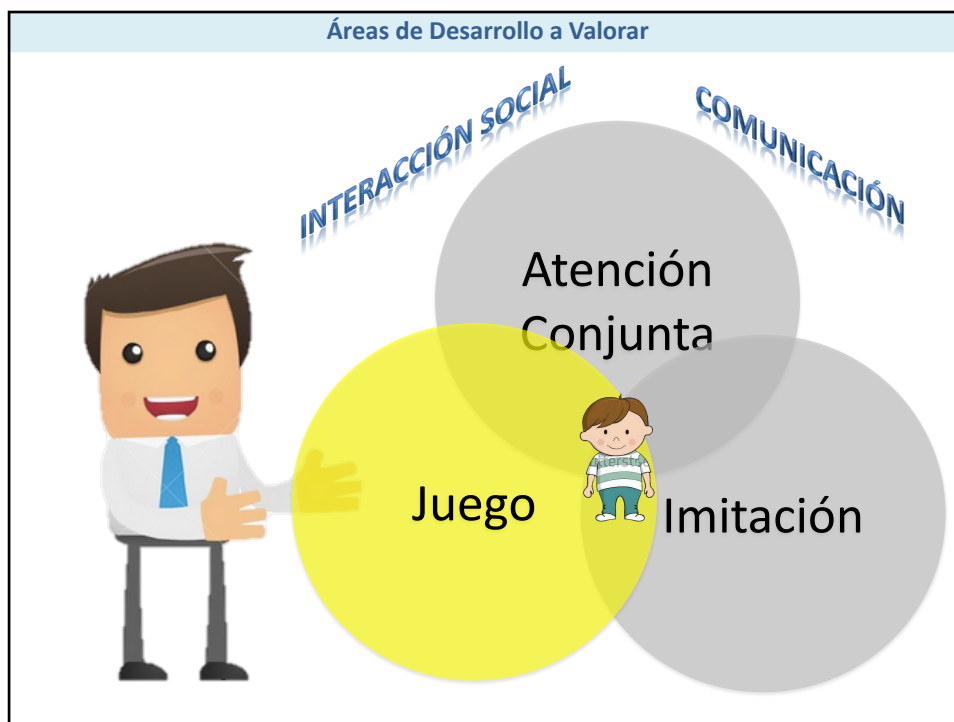 Áreas de Desarrollo a Valorar
INTERACCIÓN SOCIAL
COMUNICACIÓN
Atención
Conjunta
Juego
Imitación